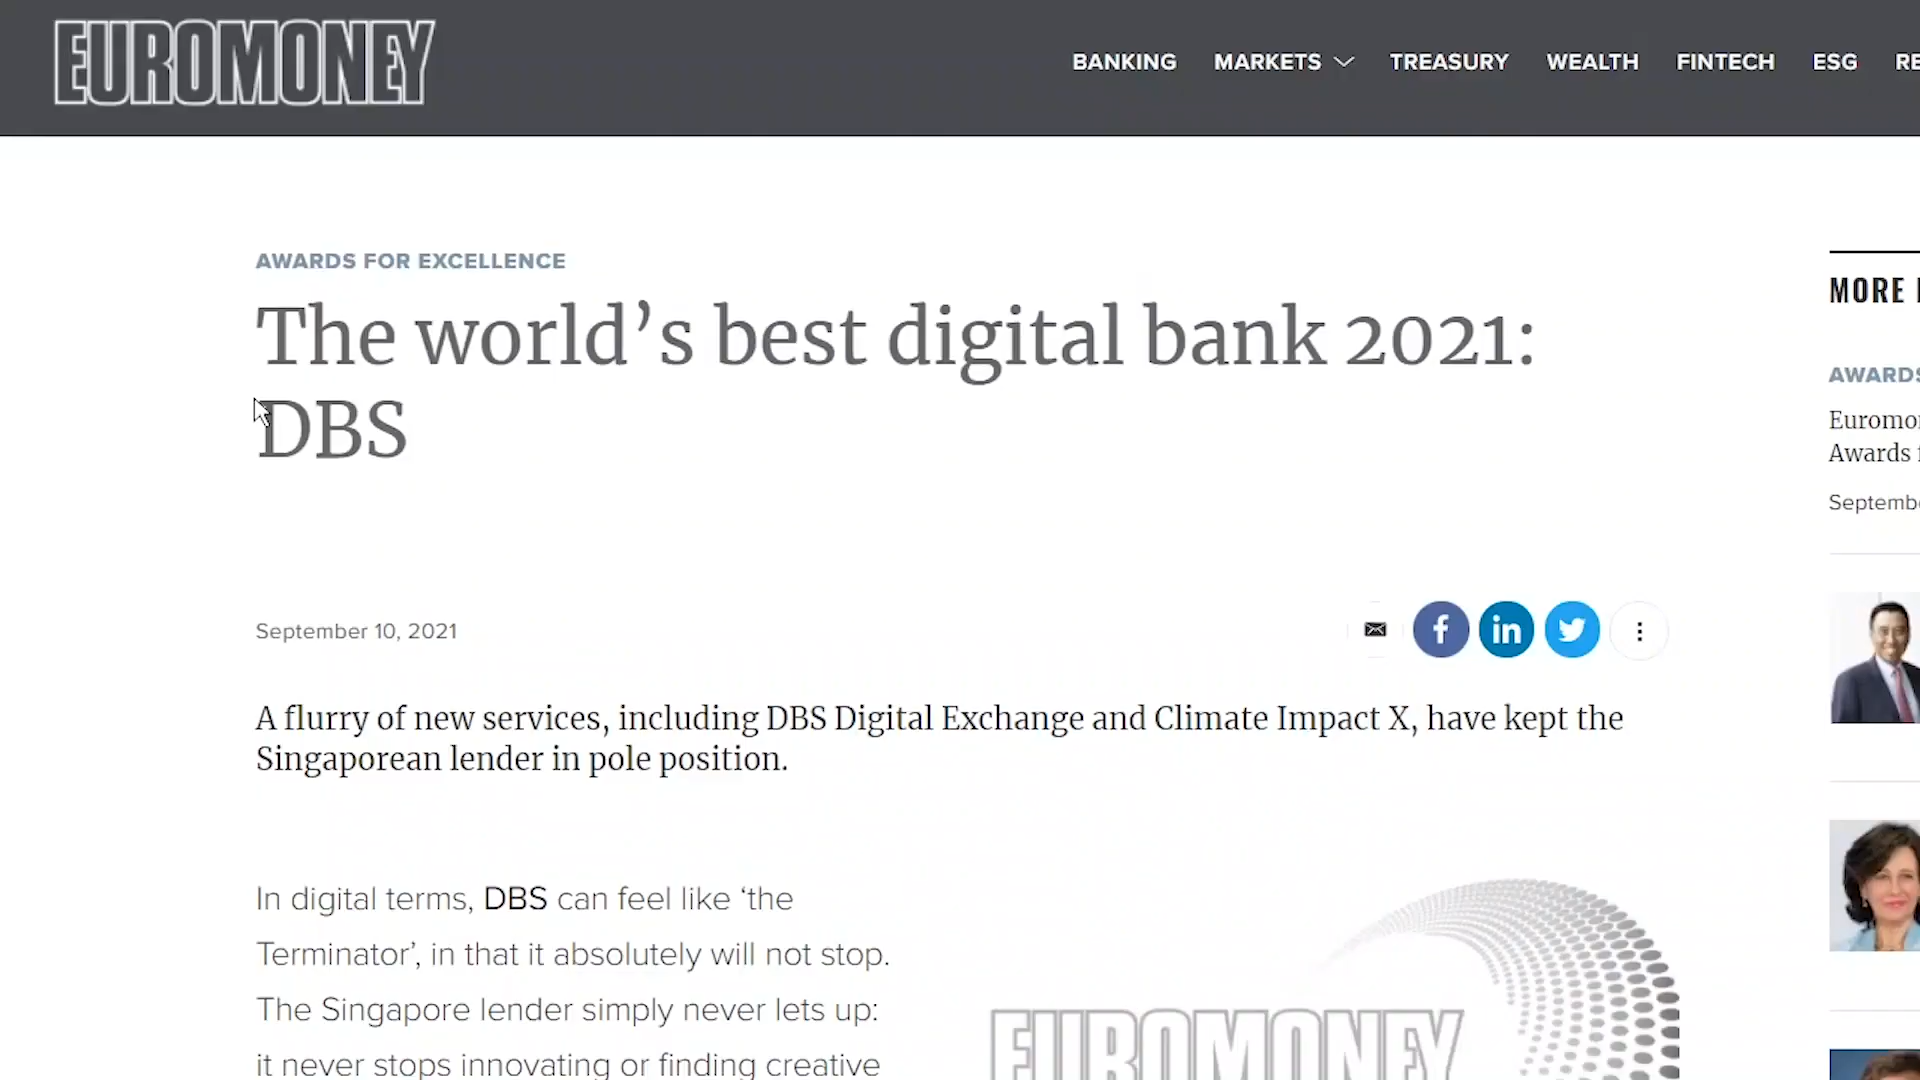 EUROMONEY
BANKING MARKETS TREASURY WEALTH FINTECH ESG
AWARDS FOR EXCELLENCE
The world’s best digital bank 2021:
DBS
September 10, 2021
A flurry of new services, including DBS Digital Exchange and Climate Impact X, have kept the
Singaporean lender in pole position.
In digital terms, DBS can feel like ‘the
Terminator’, in that it absolutely will not stop.
The Singapore lender simply never lets up:
it never stops innovating or finding creative
EUROMONEY
MORE
Awards